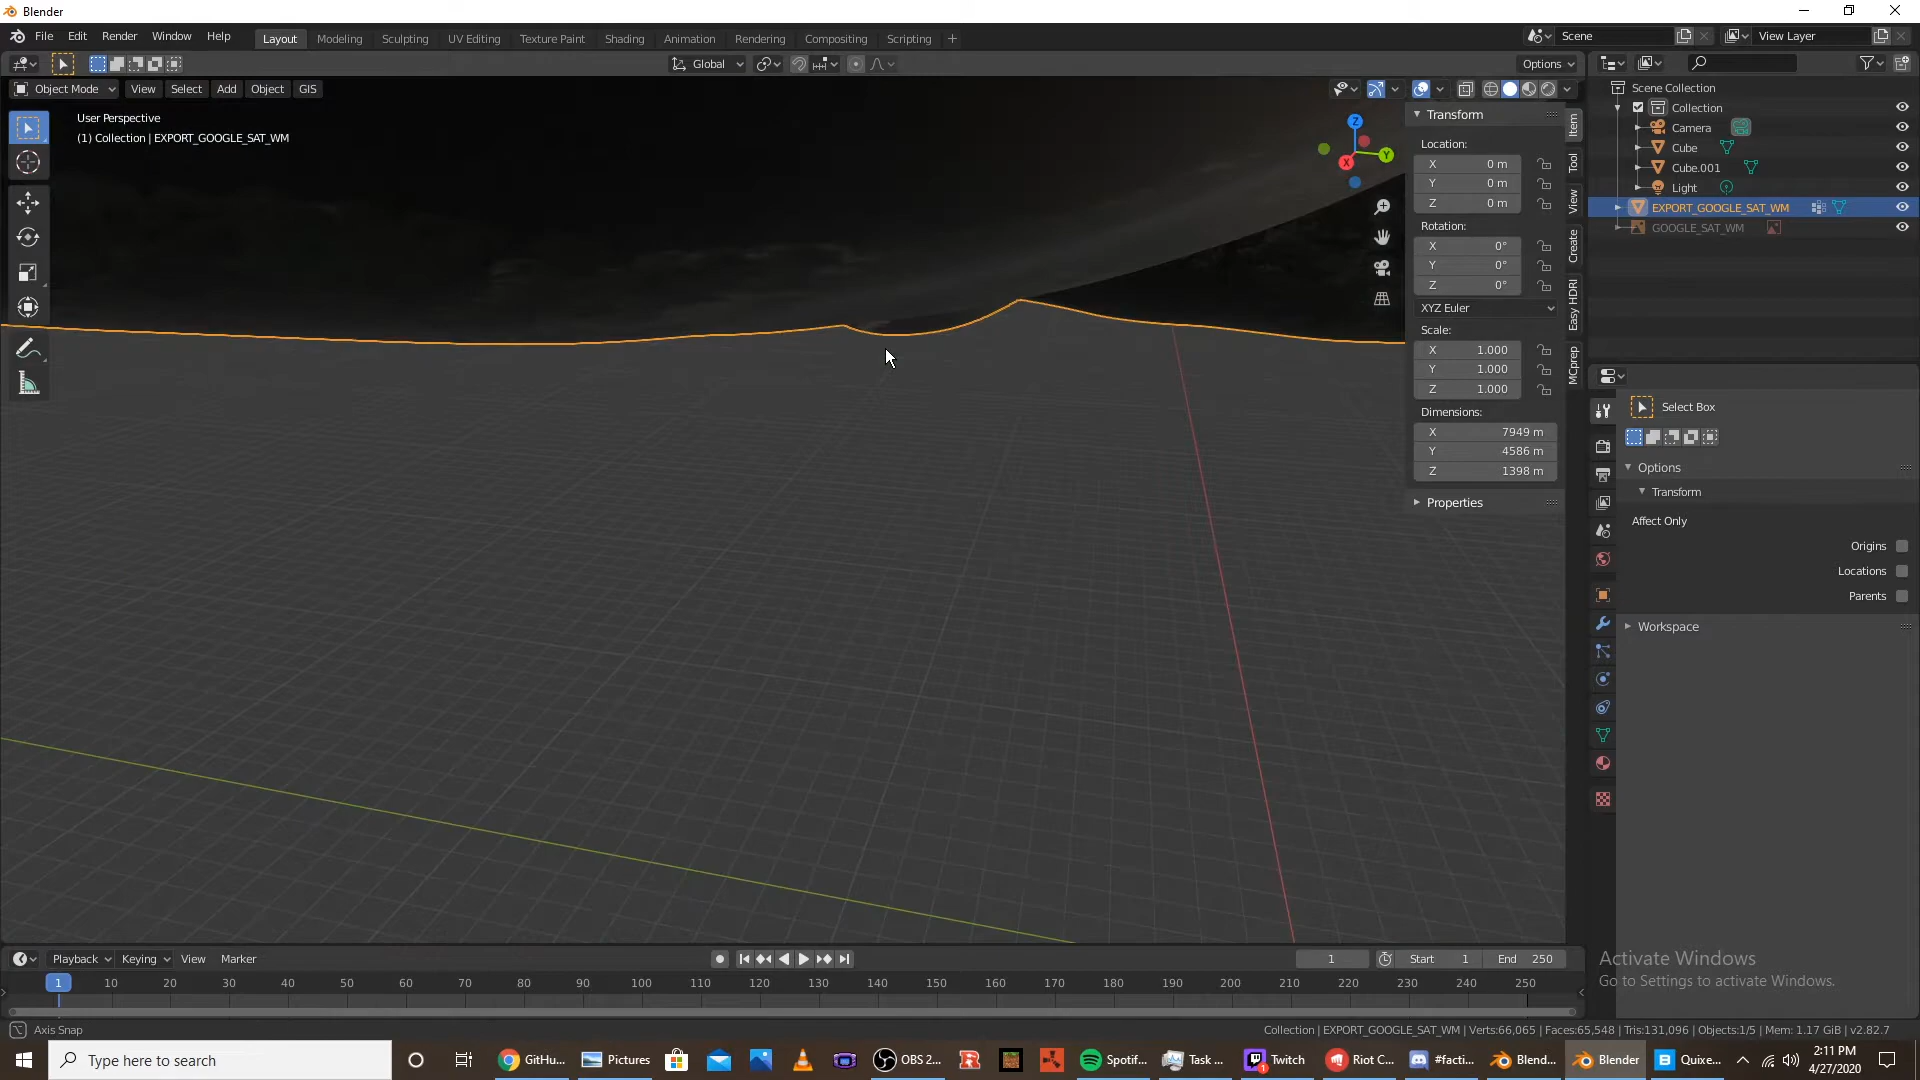 Blender
File Edit Render Window Help Layout Modeling Sculpting UV Editing Texture Paint Shading Animation Rendering Compositing Scripting + Scene View Layer
Global Options
Object Mode View Select Add Object GIS
User Perspective
(1) Collection | EXPORT_GOOGLE_SAT_WM
Z
Y
X
Transform
Location:
X 0 m
Y 0 m
Z 0 m
Rotation:
X 0°
Y 0°
Z 0°
XYZ Euler
Scale:
X 1.000
Y 1.000
Z 1.000
Dimensions:
X 7949 m
Y 4586 m
Z 1398 m
Properties
Item
Tool
View
Create
Easy HDRI
MCprep
Scene Collection
Collection
Camera
Cube
Cube.001
Light
EXPORT_GOOGLE_SAT_WM
GOOGLE_SAT_WM
Select Box
Options
Transform
Affect Only
Origins
Locations
Parents
Workspace
Playback Keying View Marker 1 Start 1 End 250
1 10 20 30 40 50 60 70 80 90 100 110 120 130 140 150 160 170 180 190 200 210 220 230 240 250
Activate Windows
Go to Settings to activate Windows.
Axis Snap
Collection | EXPORT_GOOGLE_SAT_WM | Verts:66,065 | Faces:65,548 | Tris:131,096 | Objects:1/5 | Mem: 1.17 GiB | v2.82.7
Type here to search GitHu... Pictures OBS 2... Spotif... Task ... Twitch Riot C... #facti... Blend... Blender Quixe...
2:11 PM
4/27/2020